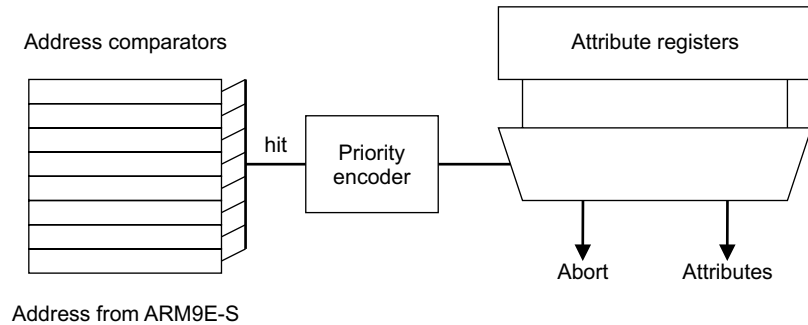 Address comparators
Attribute registers
hit
Priority
encoder
Abort
Attributes
Address from ARM9E-S